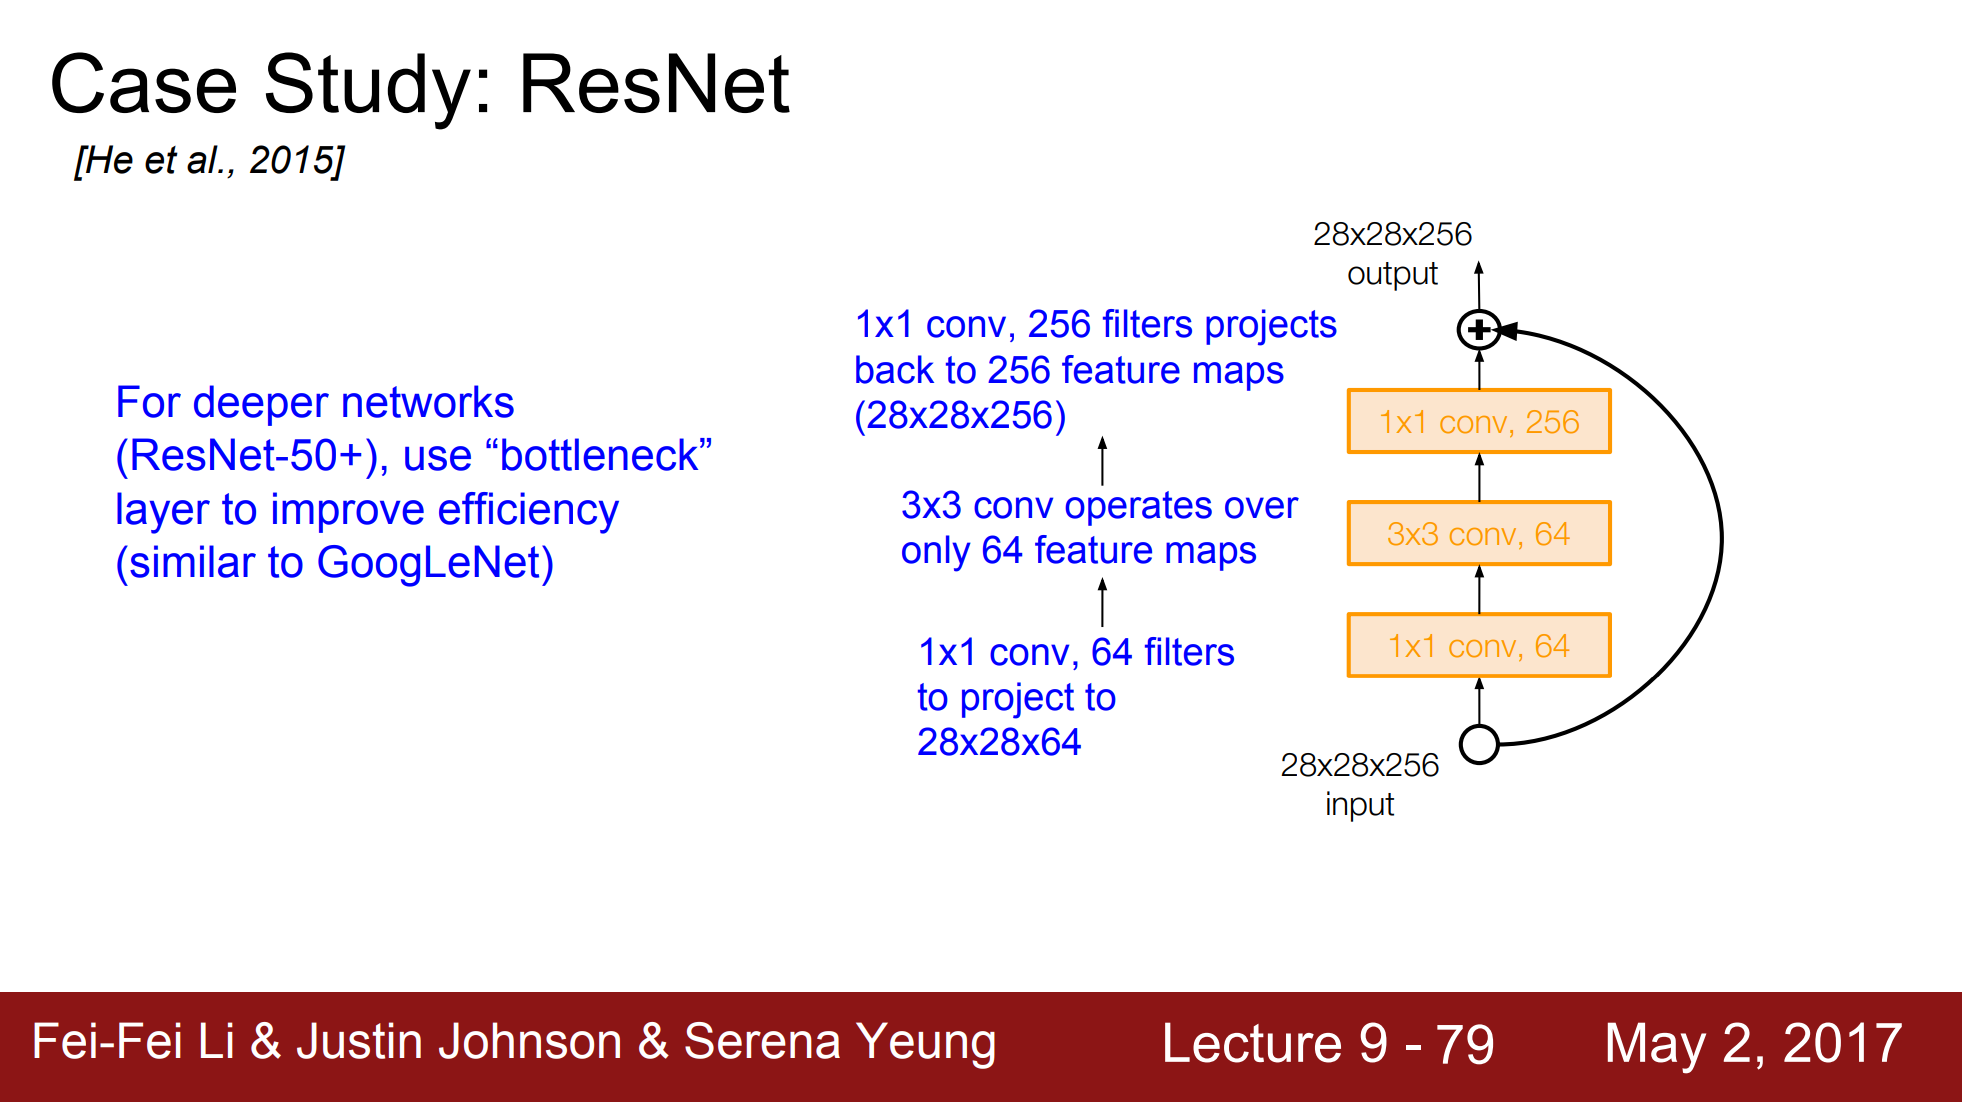 Case Study: ResNet
[He et al., 2015]
For deeper networks
(ResNet-50+), use “bottleneck”
layer to improve efficiency
(similar to GoogLeNet)
1x1 conv, 256 filters projects
back to 256 feature maps
(28x28x256)
3x3 conv operates over
only 64 feature maps
1x1 conv, 64 filters
to project to
28x28x64
28x28x256
output
1x1 conv, 256
3x3 conv, 64
1x1 conv, 64
28x28x256
input
Fei-Fei Li & Justin Johnson & Serena Yeung
Lecture 9 - 79
May 2, 2017